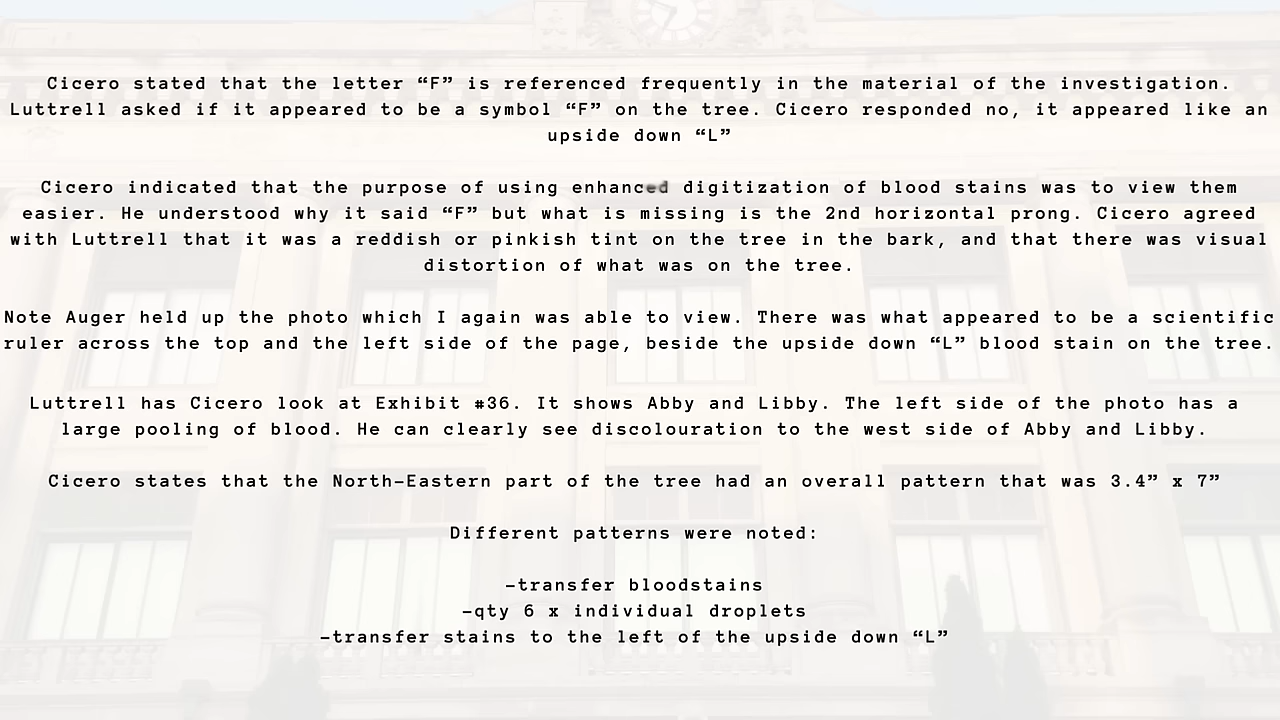 Cicero stated that the letter “F” is referenced frequently in the material of the investigation.
Luttrell asked if it appeared to be a symbol “F” on the tree. Cicero responded no, it appeared like an
upside down “L”
Cicero indicated that the purpose of using enhanced digitization of blood stains was to view them
easier. He understood why it said “F” but what is missing is the 2nd horizontal prong. Cicero agreed
with Luttrell that it was a reddish or pinkish tint on the tree in the bark, and that there was visual
distortion of what was on the tree.
Note Auger held up the photo which I again was able to view. There was what appeared to be a scientific
ruler across the top and the left side of the page, beside the upside down “L” blood stain on the tree.
Luttrell has Cicero look at Exhibit #36. It shows Abby and Libby. The left side of the photo has a
large pooling of blood. He can clearly see discolouration to the west side of Abby and Libby.
Cicero states that the North-Eastern part of the tree had an overall pattern that was 3.4” x 7”
Different patterns were noted:
-transfer bloodstains
-qty 6 x individual droplets
-transfer stains to the left of the upside down “L”